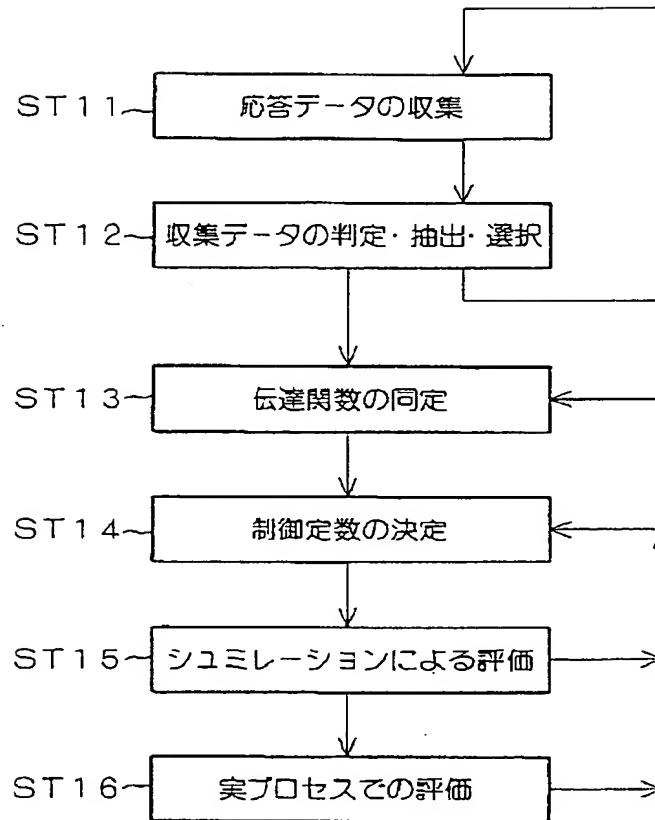 ST11 応答データの収集
ST12 収集データの判定・抽出・選択
ST13 伝達関数の同定
ST14 制御定数の決定
ST15 シュミレーションによる評価
ST16 実プロセスでの評価